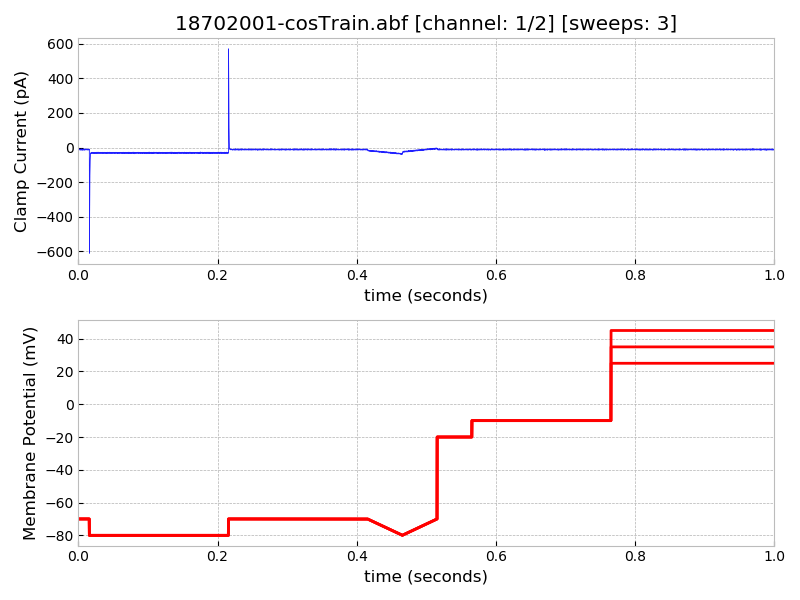 18702001-cosTrain.abf [channel: 1/2] [sweeps: 3]
Clamp Current (pA)
600
400
200
0
−200
−400
−600
0.0 0.2 0.4 0.6 0.8 1.0
time (seconds)
Membrane Potential (mV)
40
20
0
−20
−40
−60
−80
0.0 0.2 0.4 0.6 0.8 1.0
time (seconds)